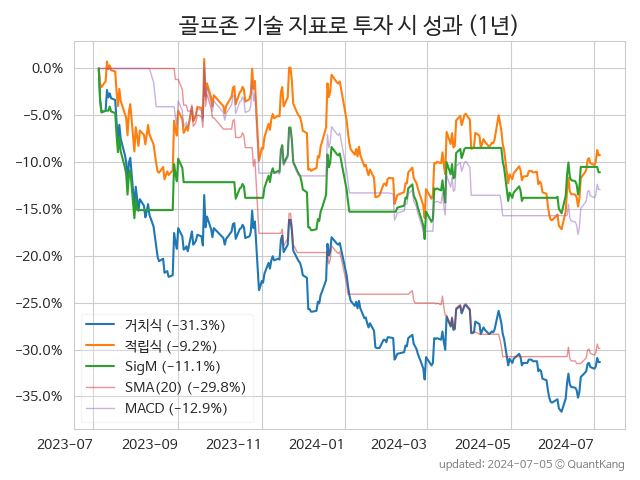 골프존 기술 지표로 투자 시 성과 (1년)
0.0%
−5.0%
−10.0%
−15.0%
−20.0%
−25.0%
−30.0%
−35.0%
거치식 (−31.3%)
적립식 (−9.2%)
SigM (−11.1%)
SMA(20) (−29.8%)
MACD (−12.9%)
2023−07 2023−09 2023−11 2024−01 2024−03 2024−05 2024−07
updated: 2024−07−05 © QuantKang